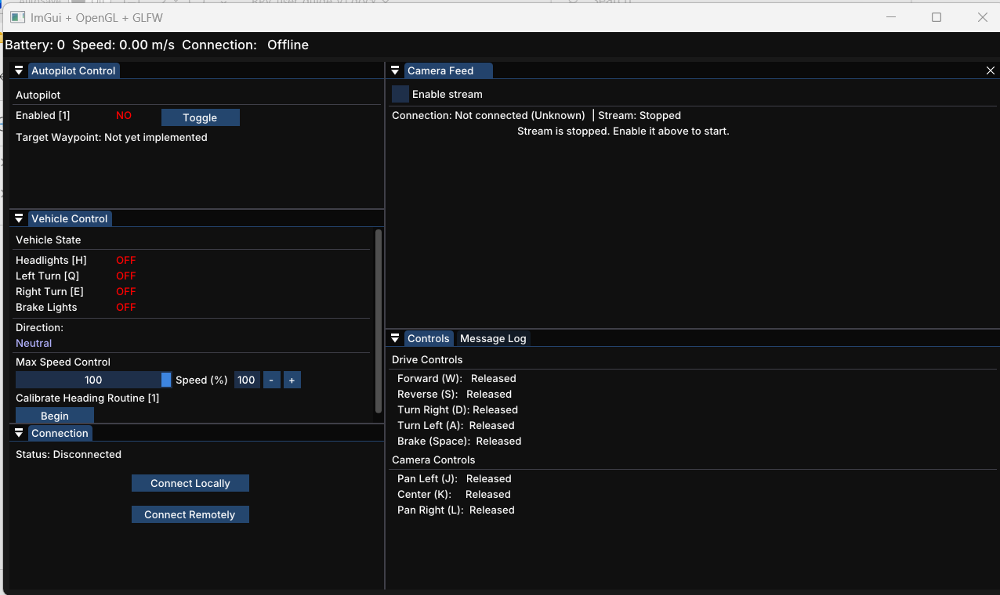 ImGui + OpenGL + GLFW
Battery: 0 Speed: 0.00 m/s Connection: Offline
Autopilot Control
Autopilot
Enabled [1] NO Toggle
Target Waypoint: Not yet implemented
Vehicle Control
Vehicle State
Headlights [H] OFF
Left Turn [Q] OFF
Right Turn [E] OFF
Brake Lights OFF
Direction:
Neutral
Max Speed Control
100 Speed (%) 100 - +
Calibrate Heading Routine [1]
Begin
Connection
Status: Disconnected
Connect Locally
Connect Remotely
Camera Feed
Enable stream
Connection: Not connected (Unknown) | Stream: Stopped
Stream is stopped. Enable it above to start.
Controls Message Log
Drive Controls
Forward (W): Released
Reverse (S): Released
Turn Right (D): Released
Turn Left (A): Released
Brake (Space): Released
Camera Controls
Pan Left (J): Released
Center (K): Released
Pan Right (L): Released